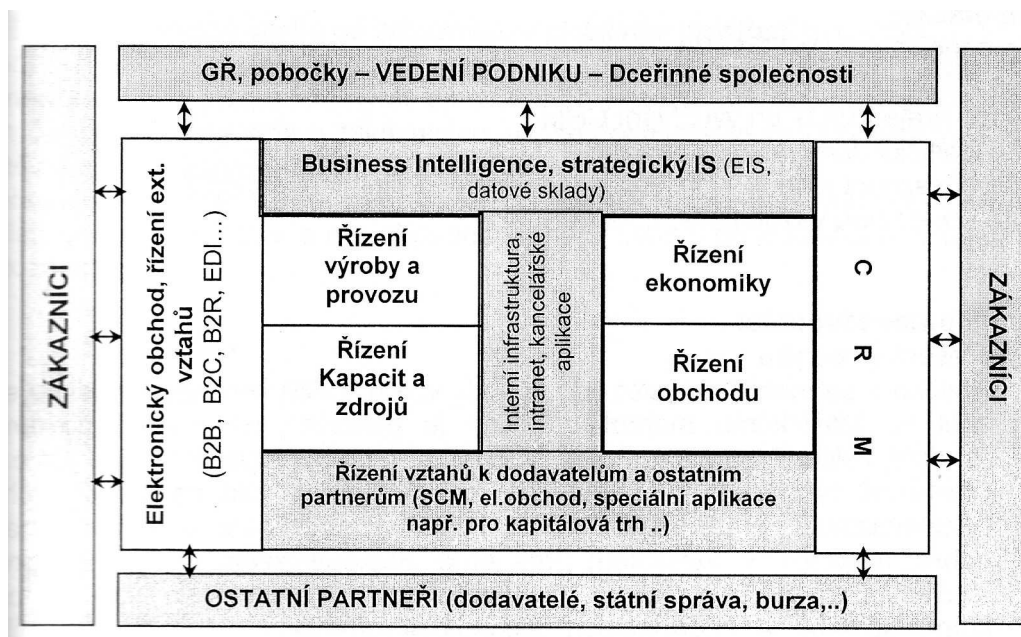 GŘ, pobočky – VEDENÍ PODNIKU – Dceřinné společnosti
ZÁKAZNÍCI
Elektronický obchod, řízení ext.
vztahů
(B2B, B2C, B2R, EDI…)
Business Intelligence, strategický IS (EIS,
datové sklady)
Řízení
výroby a
provozu
Řízení
Kapacit a
zdrojů
Interní infrastruktura,
intranet, kancelářské
aplikace
Řízení
ekonomiky
Řízení
obchodu
Řízení vztahů k dodavatelům a ostatním
partnerům (SCM, el.obchod, speciální aplikace
např. pro kapitálová trh ..)
C R M
ZÁKAZNÍCI
OSTATNÍ PARTNEŘI (dodavatelé, státní správa, burza,..)